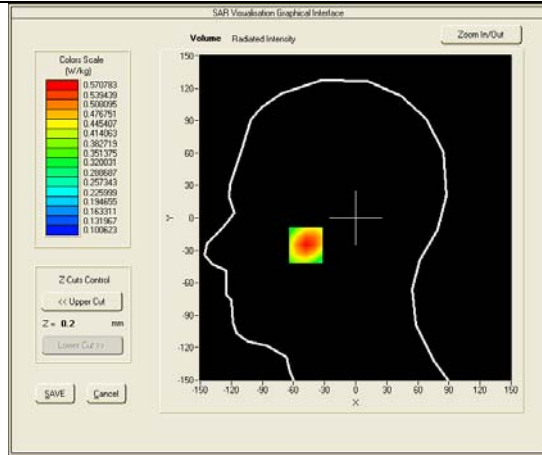 SAR Visualisation Graphical Interface
Volume Radiated Intensity
Zoom In/Out
Colors Scale
(W/kg)
0.570783
0.539439
0.508095
0.476751
0.445407
0.414063
0.382719
0.351375
0.320031
0.288687
0.257343
0.225999
0.194655
0.163311
0.131967
0.100623
Z Cuts Control
<< Upper Cut
Z = 0.2 mm
Lower Cut >>
SAVE Cancel
150-
120-
90-
60-
30-
0-
-30-
-60-
-90-
-120-
-150-
Y
-150 -120 -90 -60 -30 0 30 60 90 120 150
X